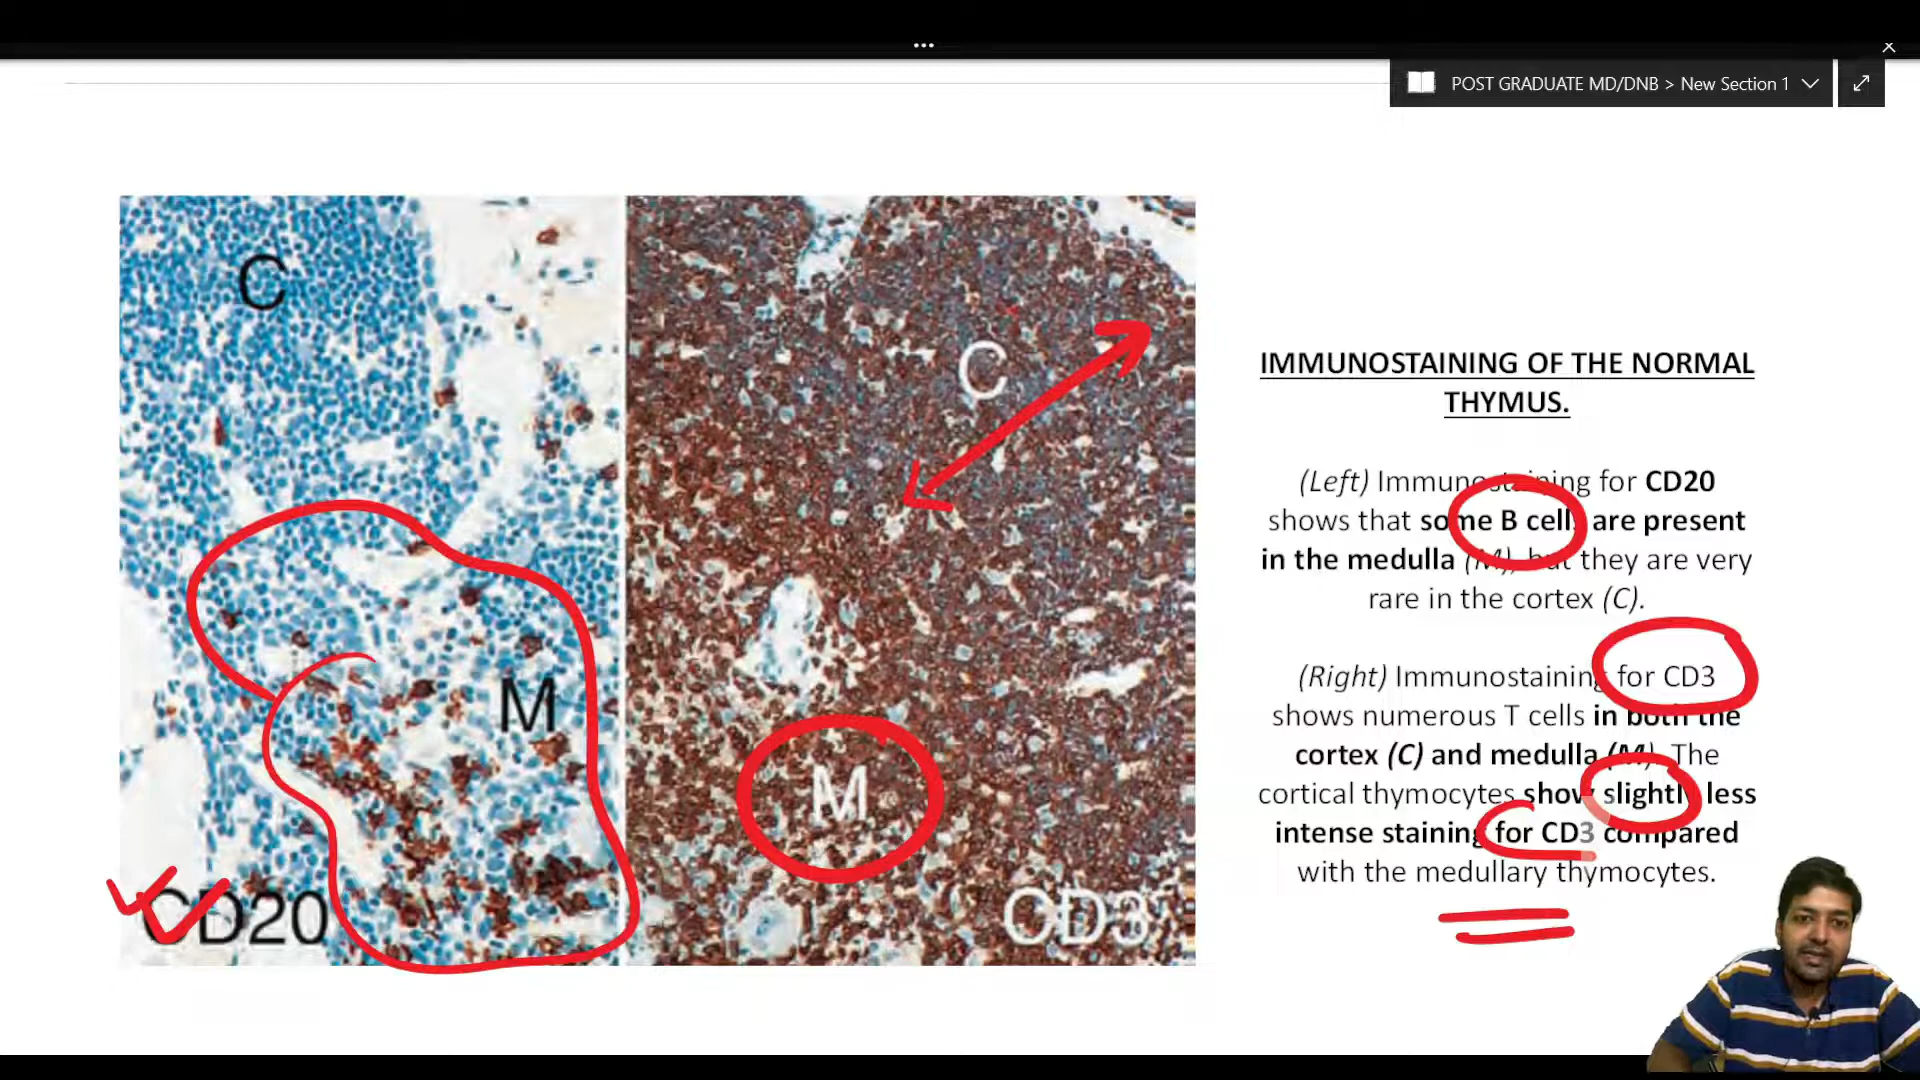 POST GRADUATE MD/DNB > New Section 1
C
M
CD20
C
M
CD3
IMMUNOSTAINING OF THE NORMAL
THYMUS.
(Left) Immunostaining for CD20
shows that some B cells are present
in the medulla (M), but they are very
rare in the cortex (C).
(Right) Immunostaining for CD3
shows numerous T cells in both the
cortex (C) and medulla (M). The
cortical thymocytes show slightly less
intense staining for CD3 compared
with the medullary thymocytes.